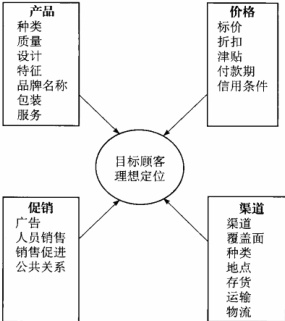 产品
种类
质量
设计
特征
品牌名称
包装
服务
价格
标价
折扣
津贴
付款期
信用条件
目标顾客
理想定位
促销
广告
人员销售
销售促进
公共关系
渠道
渠道
覆盖面
种类
地点
存货
运输
物流